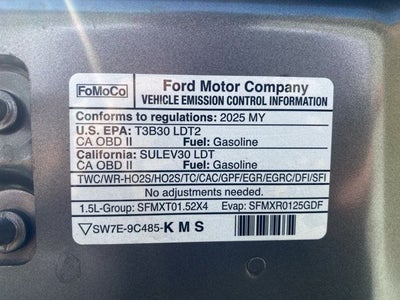 FoMoCo
Ford Motor Company
VEHICLE EMISSION CONTROL INFORMATION
Conforms to regulations: 2025 MY
U.S. EPA: T3B30 LDT2
CA OBD II Fuel: Gasoline
California: SULEV30 LDT
CA OBD II Fuel: Gasoline
TWC/WR-HO2S/HO2S/TC/CAC/GPF/EGR/EGRC/DFI/SFI
No adjustments needed.
1.5L-Group: SFMXT01.52X4 Evap: SFMXR0125GDF
SW7E-9C485-KMS